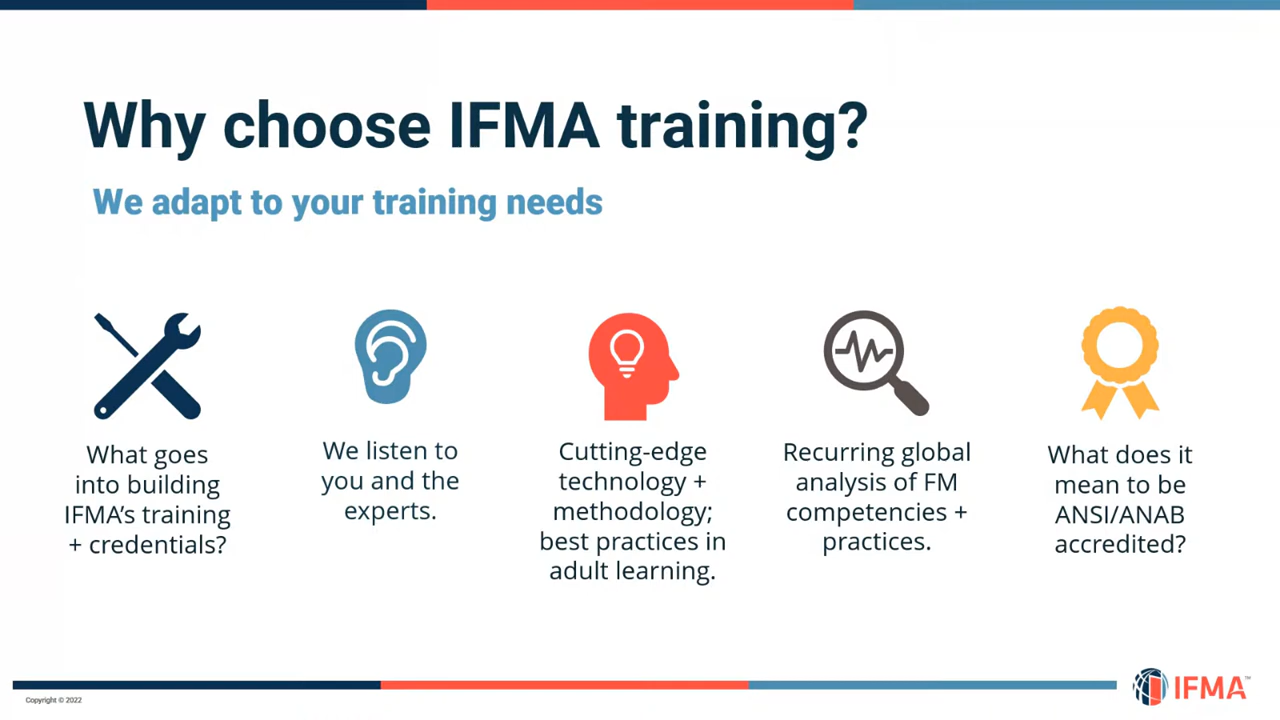 Why choose IFMA training?
We adapt to your training needs
What goes
into building
IFMA's training
+ credentials?
We listen to
you and the
experts.
Cutting-edge
technology +
methodology;
best practices in
adult learning.
Recurring global
analysis of FM
competencies +
practices.
What does it
mean to be
ANSI/ANAB
accredited?
Copyright © 2022
IFMA™